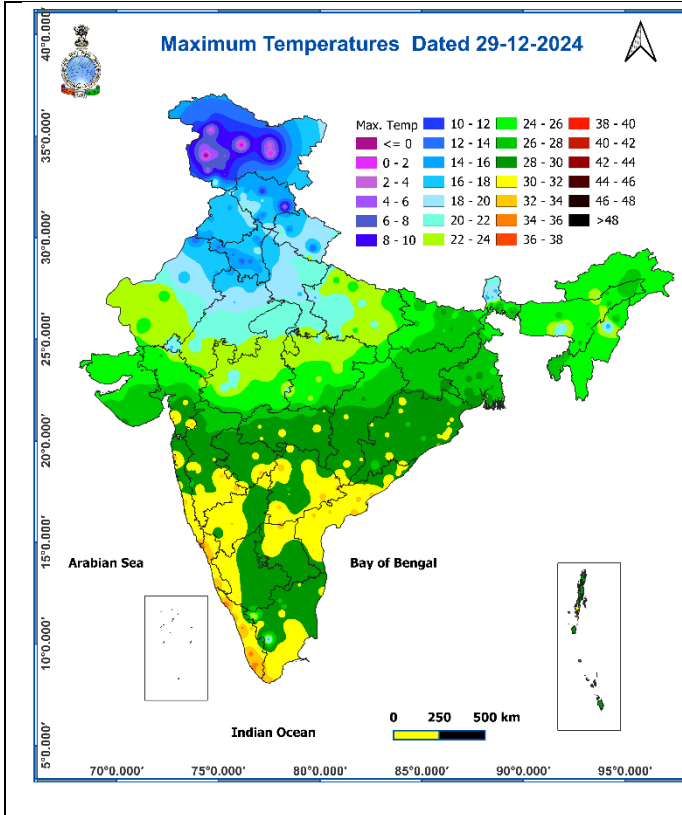 Maximum Temperatures Dated 29-12-2024
40°0.000'
35°0.000'
30°0.000'
25°0.000'
20°0.000'
15°0.000'
10°0.000'
5°0.000'
Max. Temp
<= 0
0 - 2
2 - 4
4 - 6
6 - 8
8 - 10
10 - 12
12 - 14
14 - 16
16 - 18
18 - 20
20 - 22
22 - 24
24 - 26
26 - 28
28 - 30
30 - 32
32 - 34
34 - 36
36 - 38
38 - 40
40 - 42
42 - 44
44 - 46
46 - 48
>48
Arabian Sea
Bay of Bengal
Indian Ocean
0 250 500 km
70°0.000' 75°0.000' 80°0.000' 85°0.000' 90°0.000' 95°0.000'